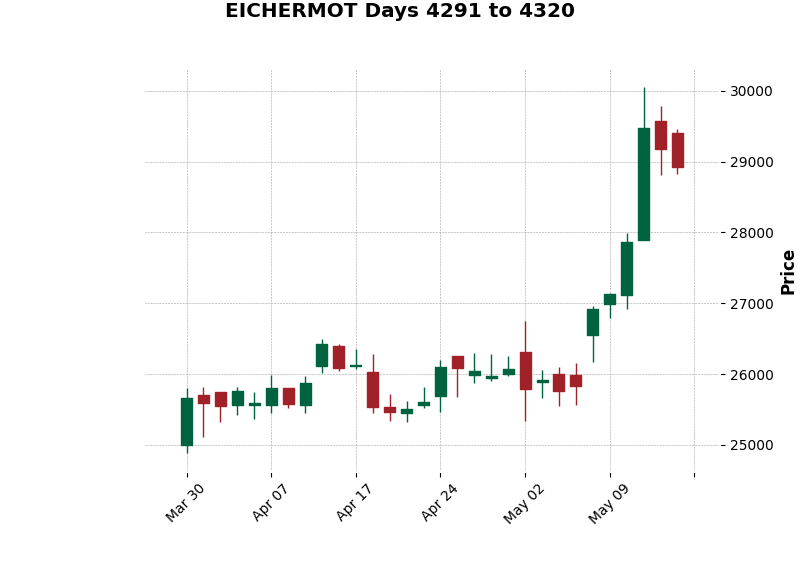 EICHERMOT Days 4291 to 4320
30000
29000
28000
27000
26000
25000
Price
Mar 30
Apr 07
Apr 17
Apr 24
May 02
May 09